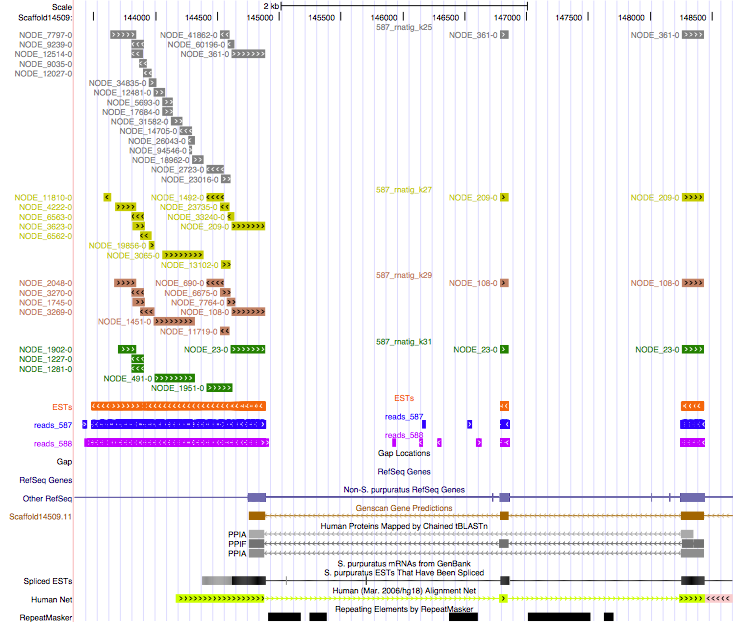 Scale 2 kb
Scaffold14509: 144000 144500 145000 145500 146000 146500 147000 147500 148000 148500
587_matig_k25
NODE_7797-0 NODE_41862-0 NODE_361-0 NODE_361-0
NODE_9239-0 NODE_60196-0
NODE_12514-0 NODE_361-0
NODE_9035-0
NODE_12027-0
NODE_34835-0
NODE_12481-0
NODE_5693-0
NODE_17684-0
NODE_31582-0
NODE_14705-0
NODE_26043-0
NODE_94546-0
NODE_18962-0
NODE_2723-0
NODE_23016-0
587_matig_k27
NODE_11810-0 NODE_1492-0 NODE_209-0 NODE_209-0
NODE_4222-0 NODE_23735-0
NODE_6563-0 NODE_33240-0
NODE_3823-0 NODE_209-0
NODE_6562-0
NODE_19856-0
NODE_3065-0
NODE_13102-0
587_matig_k29
NODE_2048-0 NODE_690-0 NODE_108-0 NODE_108-0
NODE_3270-0 NODE_6675-0
NODE_1745-0 NODE_7764-0
NODE_3269-0 NODE_108-0
NODE_1451-0
NODE_11719-0
587_matig_k31
NODE_1902-0 NODE_23-0 NODE_23-0 NODE_23-0
NODE_1227-0
NODE_1281-0
NODE_491-0
NODE_1951-0
ESTs
ESTs
reads_587
reads_587
reads_588
reads_588
Gap Locations
Gap
RefSeq Genes
RefSeq Genes
Non-S. purpuratus RefSeq Genes
Other RefSeq
Genscan Gene Predictions
Scaffold14509.11
Human Proteins Mapped by Chained tBLASTn
PPIA
PPIF
PPIA
S. purpuratus mRNAs from GenBank
S. purpuratus ESTs That Have Been Spliced
Spliced ESTs
Human (Mar. 2006/hg18) Alignment Net
Human Net
Repeating Elements by RepeatMasker
RepeatMasker